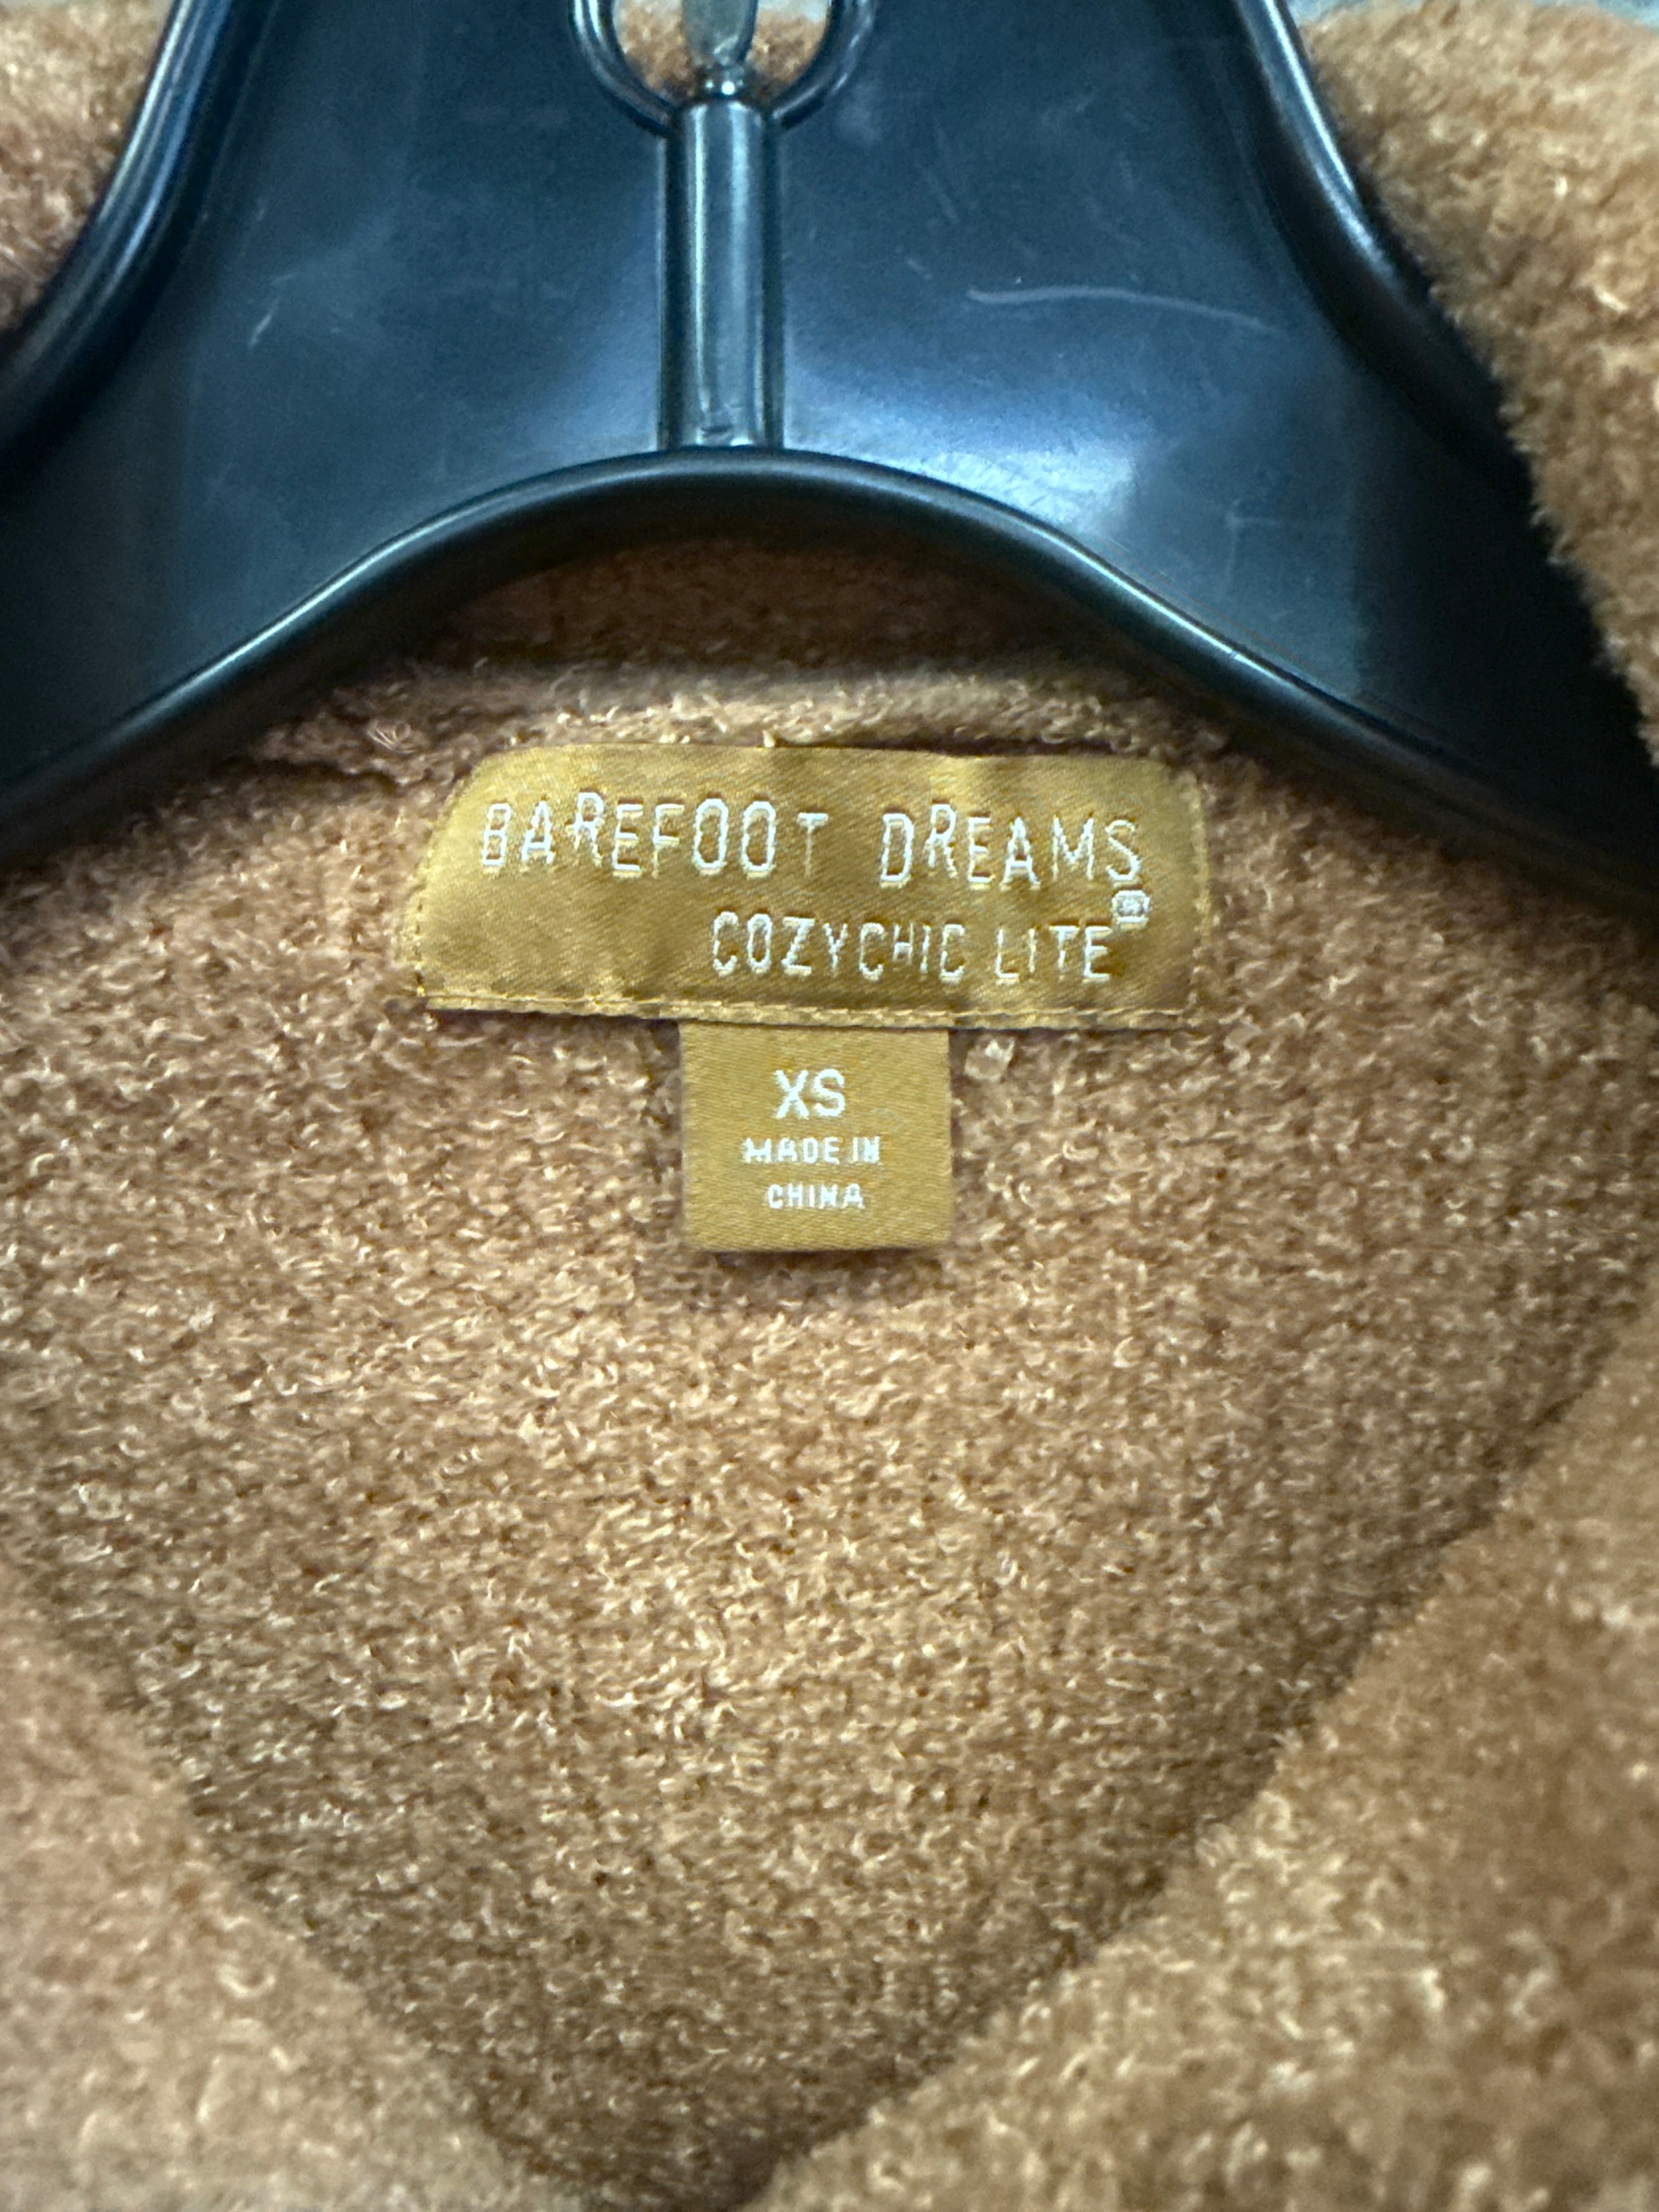 BAREFOOT DREAMS®
COZYCHIC LITE
XS
MADE IN
CHINA